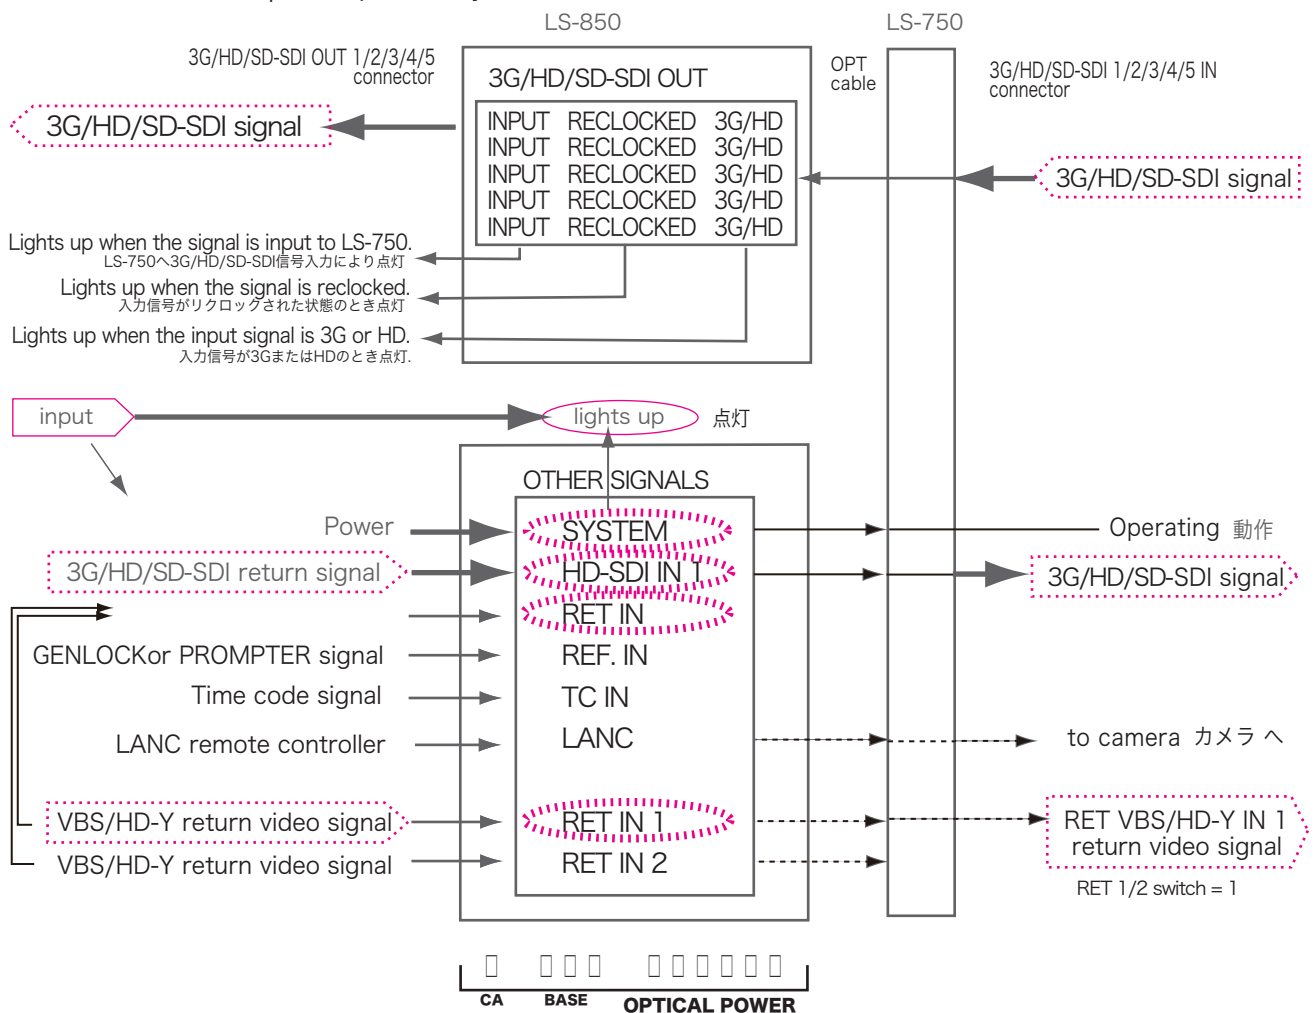 LS-850
LS-750
3G/HD/SD-SDI OUT 1/2/3/4/5
connector
3G/HD/SD-SDI OUT
OPT
cable
3G/HD/SD-SDI 1/2/3/4/5 IN
connector
3G/HD/SD-SDI signal
INPUT RECLOCKED 3G/HD
INPUT RECLOCKED 3G/HD
INPUT RECLOCKED 3G/HD
INPUT RECLOCKED 3G/HD
INPUT RECLOCKED 3G/HD
3G/HD/SD-SDI signal
Lights up when the signal is input to LS-750.
LS-750へ3G/HD/SD-SDI信号入力により点灯
Lights up when the signal is reclocked.
入力信号がリクロックされた状態のとき点灯
Lights up when the input signal is 3G or HD.
入力信号が3GまたはHDのとき点灯.
input
lights up 点灯
OTHER SIGNALS
Power
SYSTEM
Operating 動作
3G/HD/SD-SDI return signal
HD-SDI IN 1
3G/HD/SD-SDI signal
RET IN
GENLOCKor PROMPTER signal
REF. IN
Time code signal
TC IN
LANC remote controller
LANC
to camera カメラ へ
VBS/HD-Y return video signal
RET IN 1
RET VBS/HD-Y IN 1
return video signal
VBS/HD-Y return video signal
RET IN 2
RET 1/2 switch = 1
CA BASE OPTICAL POWER